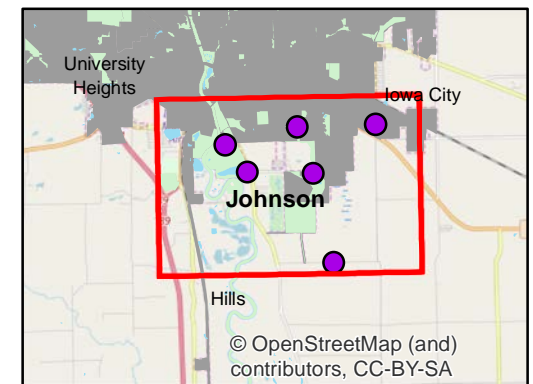 University
Heights
Iowa City
Johnson
Hills
© OpenStreetMap (and)
contributors, CC-BY-SA